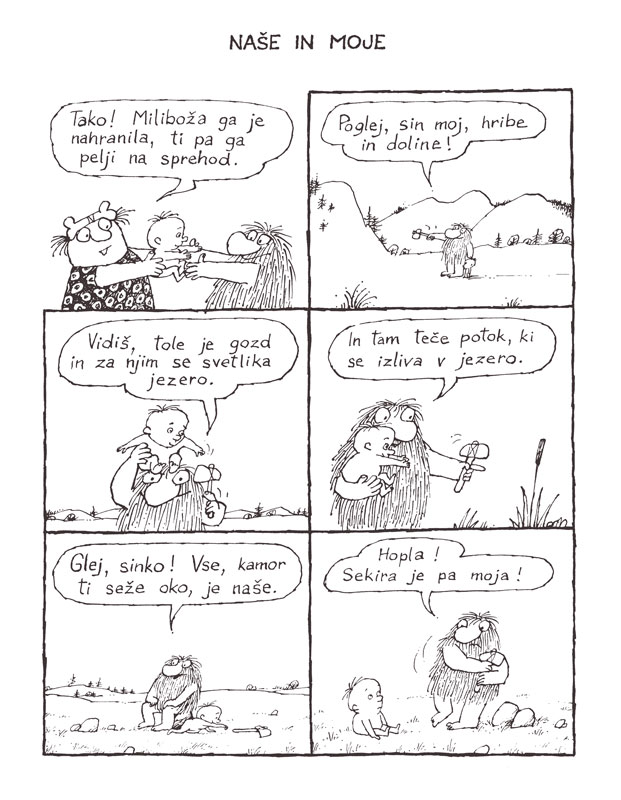 NAŠE IN MOJE
Tako! Miliboža ga je
nahranila, ti pa ga
pelji na sprehod.
Poglej, sin moj, hribe
in doline!
Vidiš, tole je gozd
in za njim se svetlika
jezero.
In tam teče potok, ki
se izliva v jezero.
Glej, sinko! Vse, kamor
ti seže oko, je naše.
Hopla!
Sekira je pa moja!